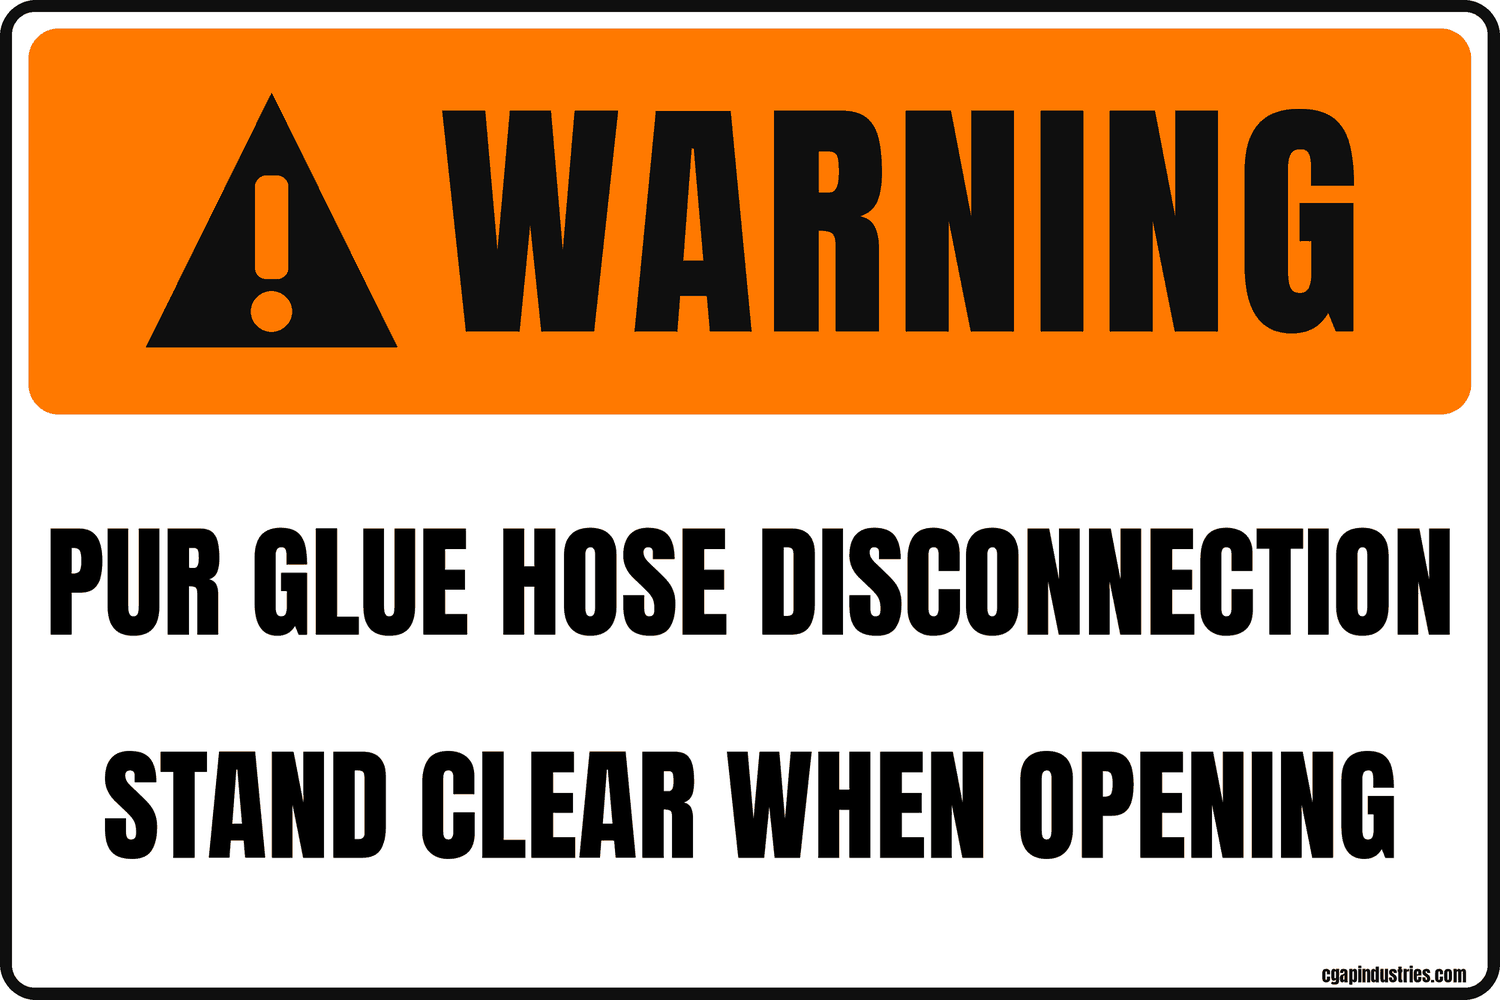 WARNING
PUR GLUE HOSE DISCONNECTION
STAND CLEAR WHEN OPENING
cgapindustries.com